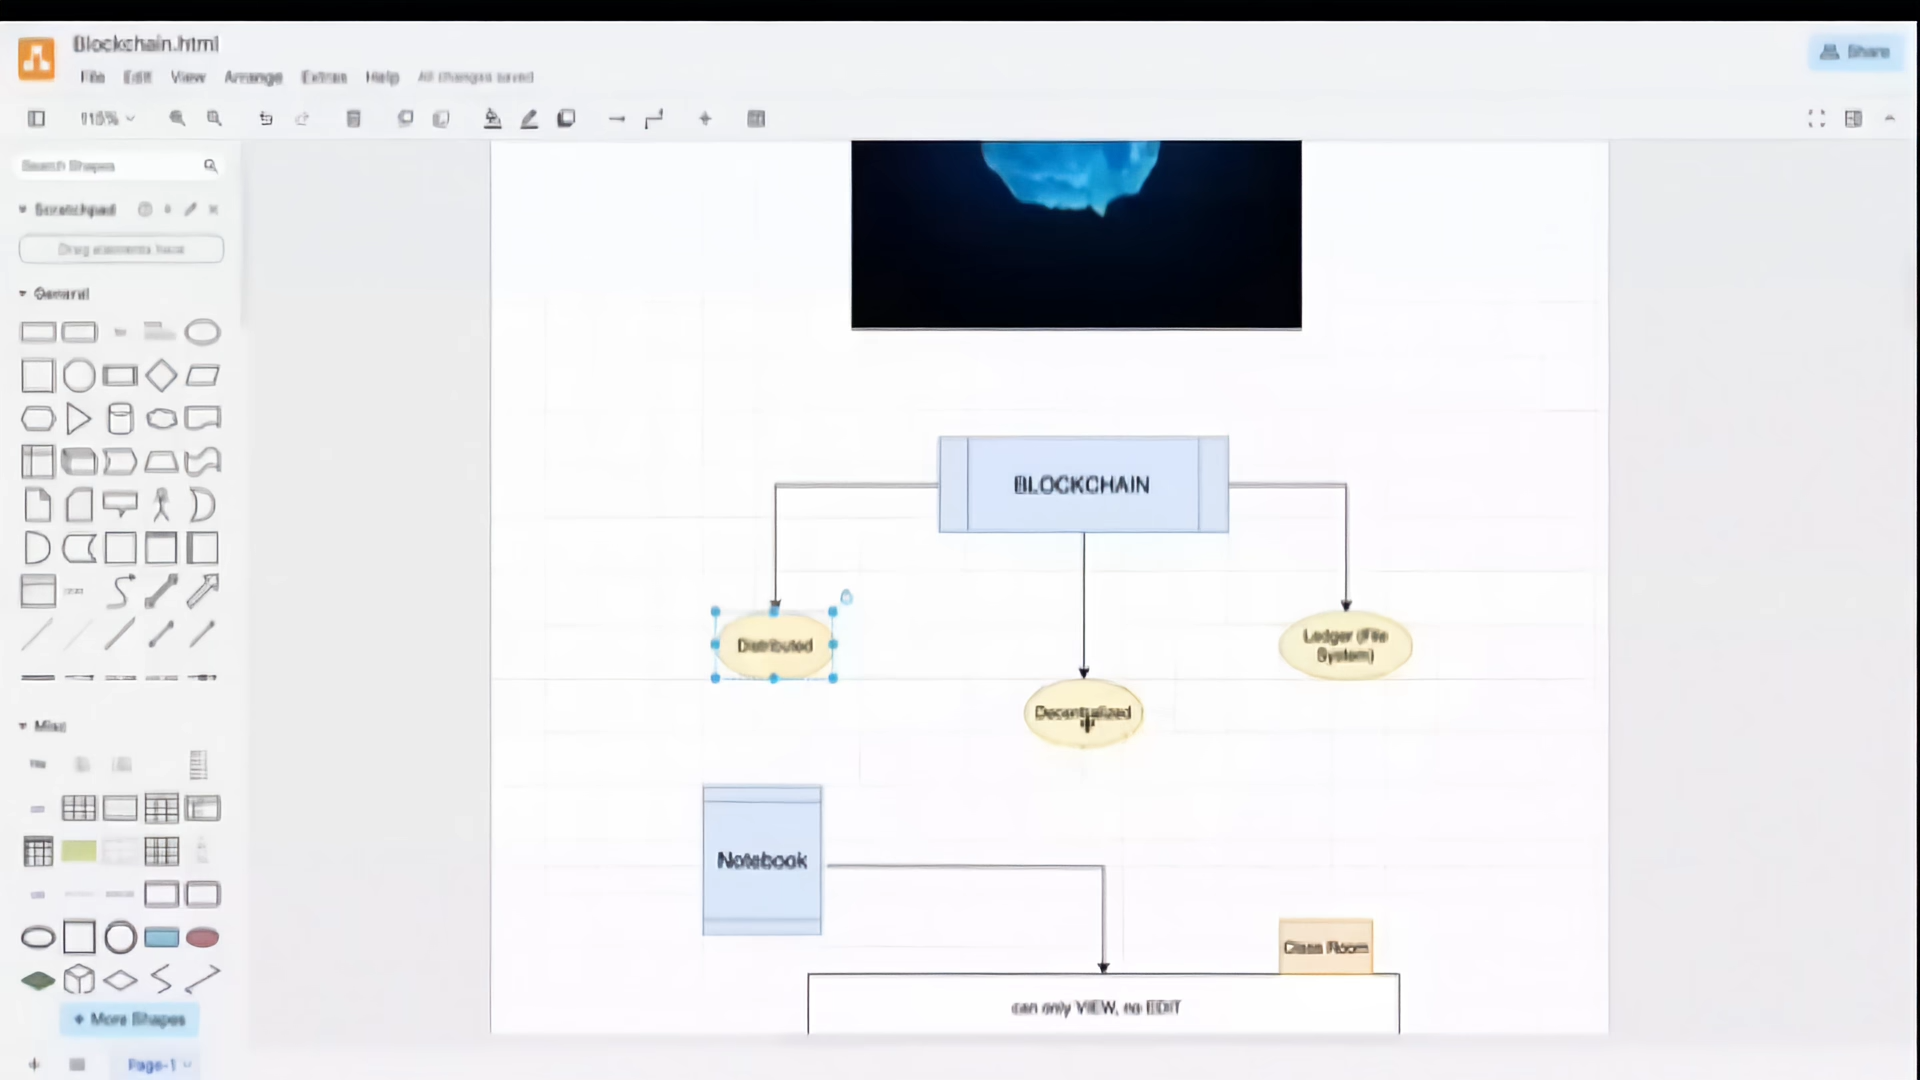 Blockchain.html
File Edit View Arrange Extras Help All changes saved
Share
115%
Search Shapes
Scratchpad
Drag elements here
General
BLOCKCHAIN
Distributed
Ledger (File
System)
Decentralized
Misc
Notebook
Class Room
can only VIEW, no EDIT
+ More Shapes
Page-1